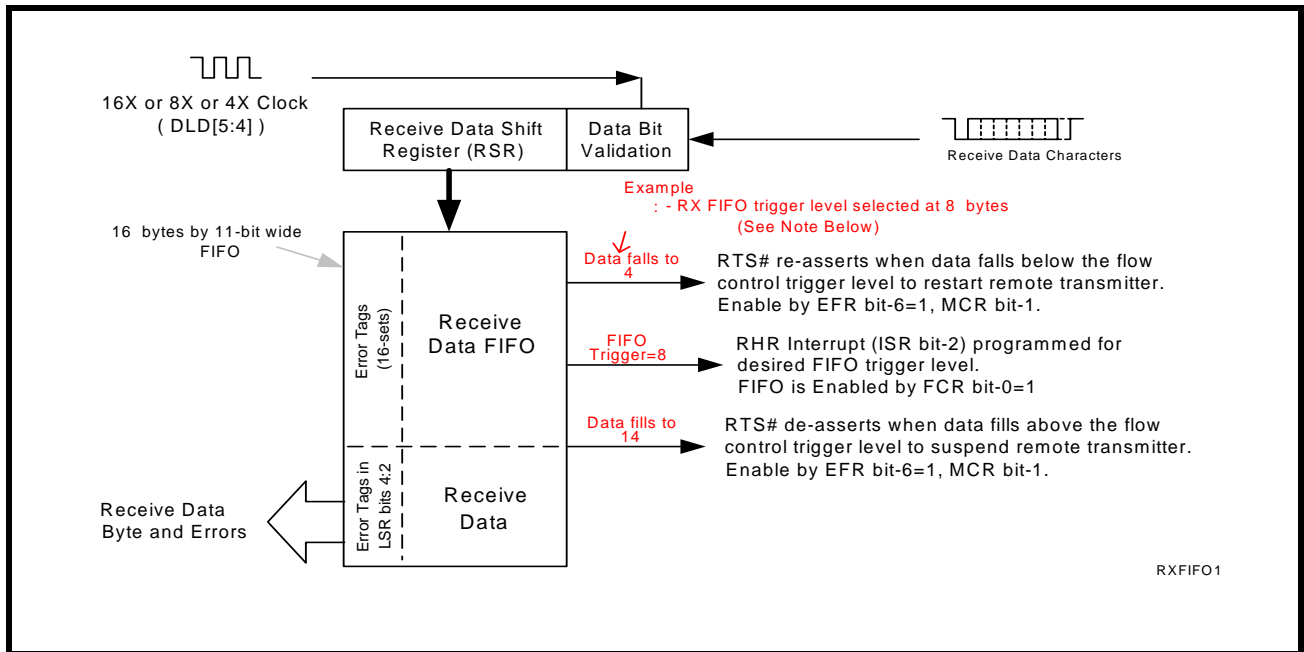 16X or 8X or 4X Clock
( DLD[5:4] )
Receive Data Shift
Register (RSR)
Data Bit
Validation
Receive Data Characters
Example
: - RX FIFO trigger level selected at 8 bytes
(See Note Below)
16 bytes by 11-bit wide
FIFO
Error Tags
(16-sets)
Receive
Data FIFO
Data falls to
4
RTS# re-asserts when data falls below the flow
control trigger level to restart remote transmitter.
Enable by EFR bit-6=1, MCR bit-1.
FIFO
Trigger=8
RHR Interrupt (ISR bit-2) programmed for
desired FIFO trigger level.
FIFO is Enabled by FCR bit-0=1
Data fills to
14
RTS# de-asserts when data fills above the flow
control trigger level to suspend remote transmitter.
Enable by EFR bit-6=1, MCR bit-1.
Error Tags in
LSR bits 4:2
Receive
Data
Receive Data
Byte and Errors
RXFIFO1